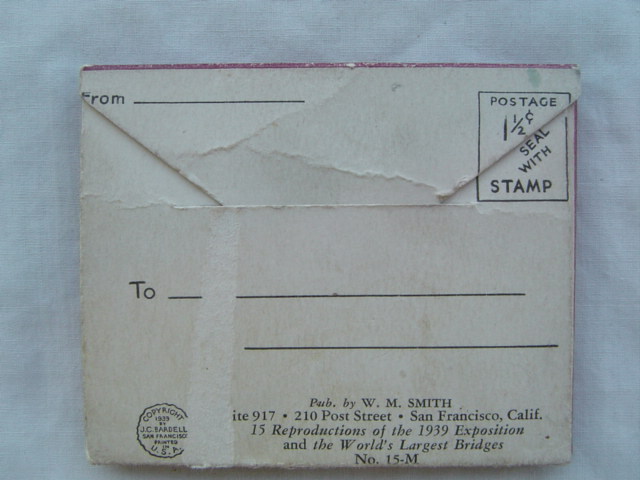 From
POSTAGE
1½¢
SEAL
WITH
STAMP
To
Pub. by W. M. SMITH
ite 917 • 210 Post Street • San Francisco, Calif.
15 Reproductions of the 1939 Exposition
and the World's Largest Bridges
No. 15-M
COPYRIGHT
1939
BY
J.C. BARDELL
SAN FRANCISCO
PRINTED
IN
U.S.A.